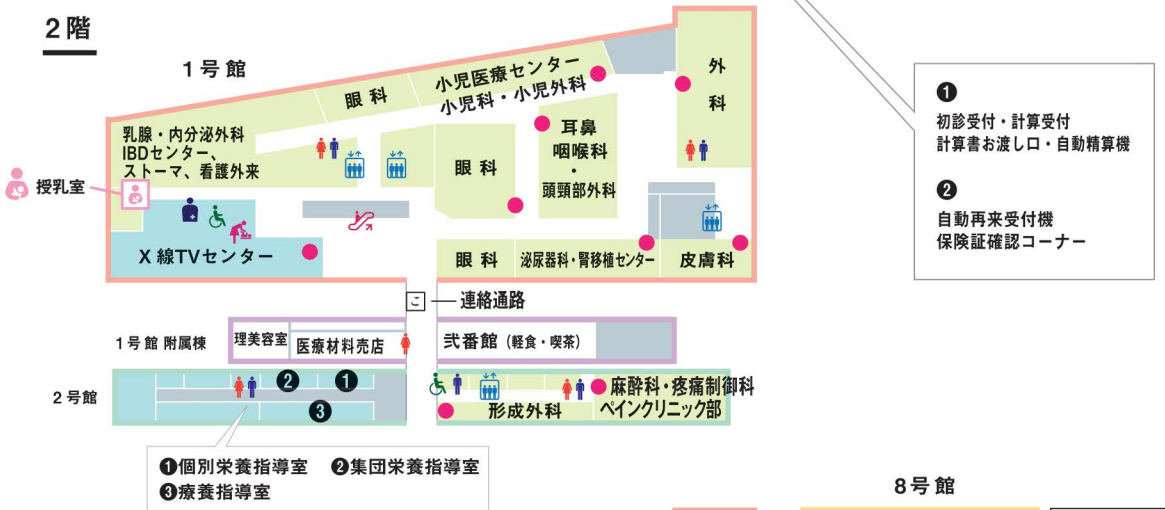 2階
1号館
眼科
小児医療センター
小児科・小児外科
外科
乳腺・内分泌外科
IBDセンター、
ストーマ、看護外来
眼科
耳鼻
咽喉科
・
頭頸部外科
授乳室
X線TVセンター
眼科
泌尿器科・腎移植センター
皮膚科
こ
連絡通路
1号館 附属棟
理美容室
医療材料売店
弐番館（軽食・喫茶）
2号館
❷
❶
❸
形成外科
麻酔科・疼痛制御科
ペインクリニック部
❶個別栄養指導室 ❷集団栄養指導室
❸療養指導室
❶
初診受付・計算受付
計算書お渡し口・自動精算機
❷
自動再来受付機
保険証確認コーナー
8号館